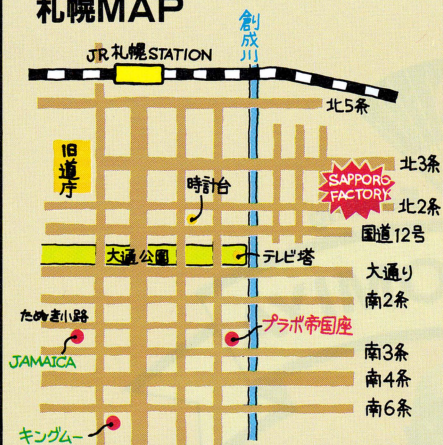 札幌MAP
創成川
JR札幌STATION
北5条
旧道庁
時計台
北3条
SAPPORO
FACTORY
北2条
国道12号
大通公園
テレビ塔
大通り
南2条
たぬき小路
プラボ帝国座
JAMAICA
南3条
南4条
南6条
キングムー